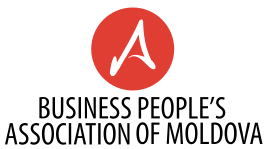 A
BUSINESS PEOPLE'S
ASSOCIATION OF MOLDOVA